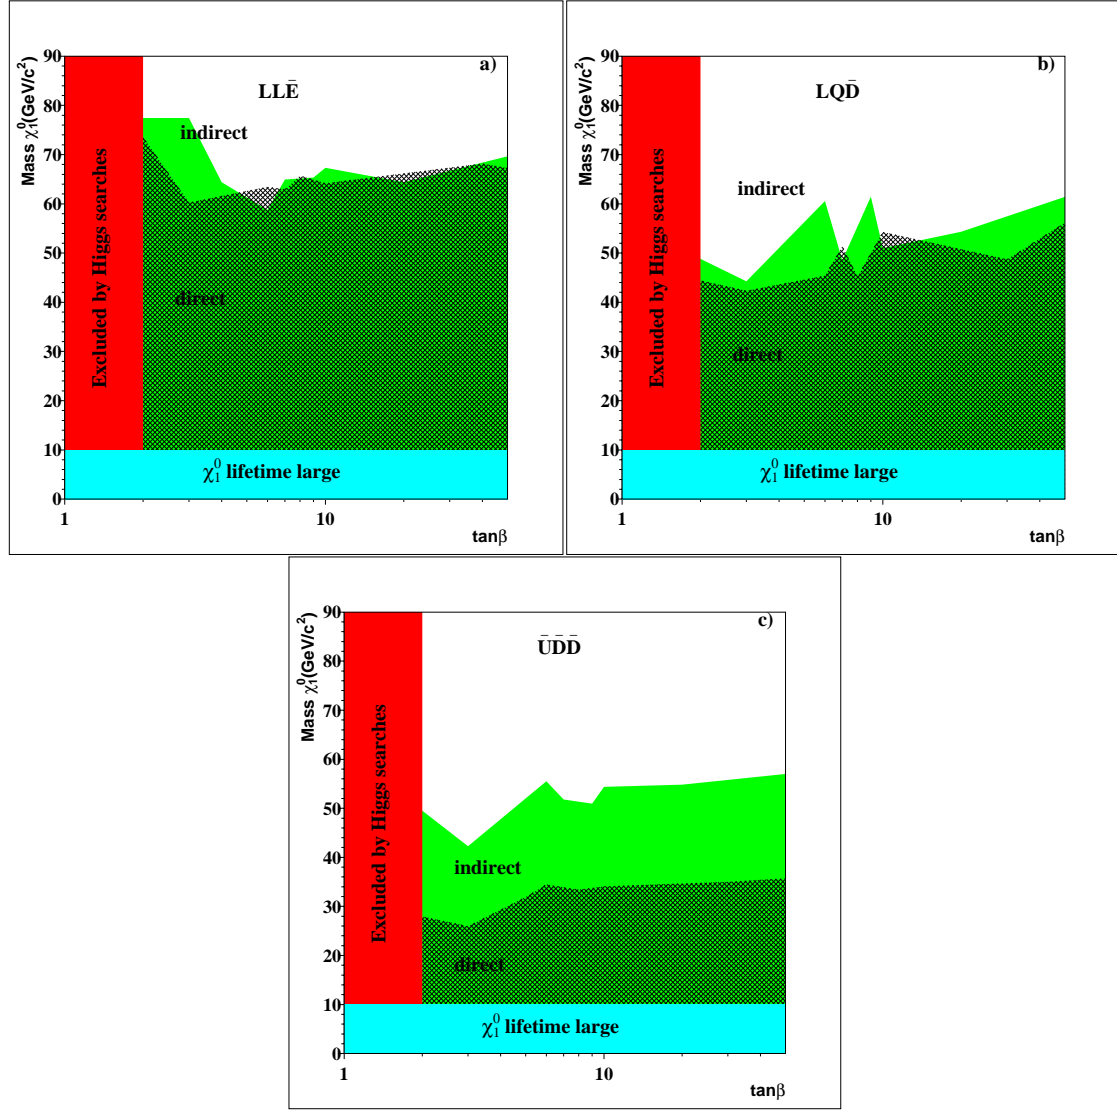 a)
LLĒ
indirect
direct
Excluded by Higgs searches
χ₁⁰ lifetime large
Mass χ₁⁰(GeV/c²)
90
80
70
60
50
40
30
20
10
0
1
10
tanβ
b)
LQD̄
indirect
direct
Excluded by Higgs searches
χ₁⁰ lifetime large
Mass χ₁⁰(GeV/c²)
90
80
70
60
50
40
30
20
10
0
1
10
tanβ
c)
ŪD̄D̄
indirect
direct
Excluded by Higgs searches
χ₁⁰ lifetime large
Mass χ₁⁰(GeV/c²)
90
80
70
60
50
40
30
20
10
0
1
10
tanβ